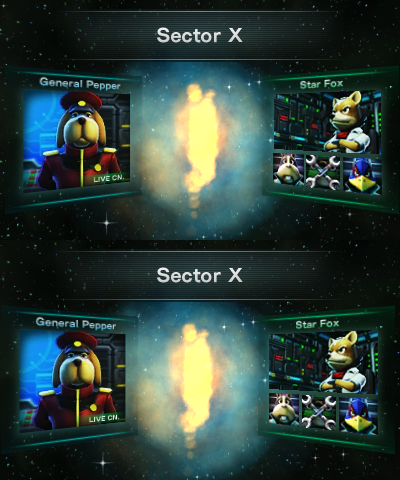 Sector X
General Pepper
Star Fox
LIVE CN.
Sector X
General Pepper
Star Fox
LIVE CN.